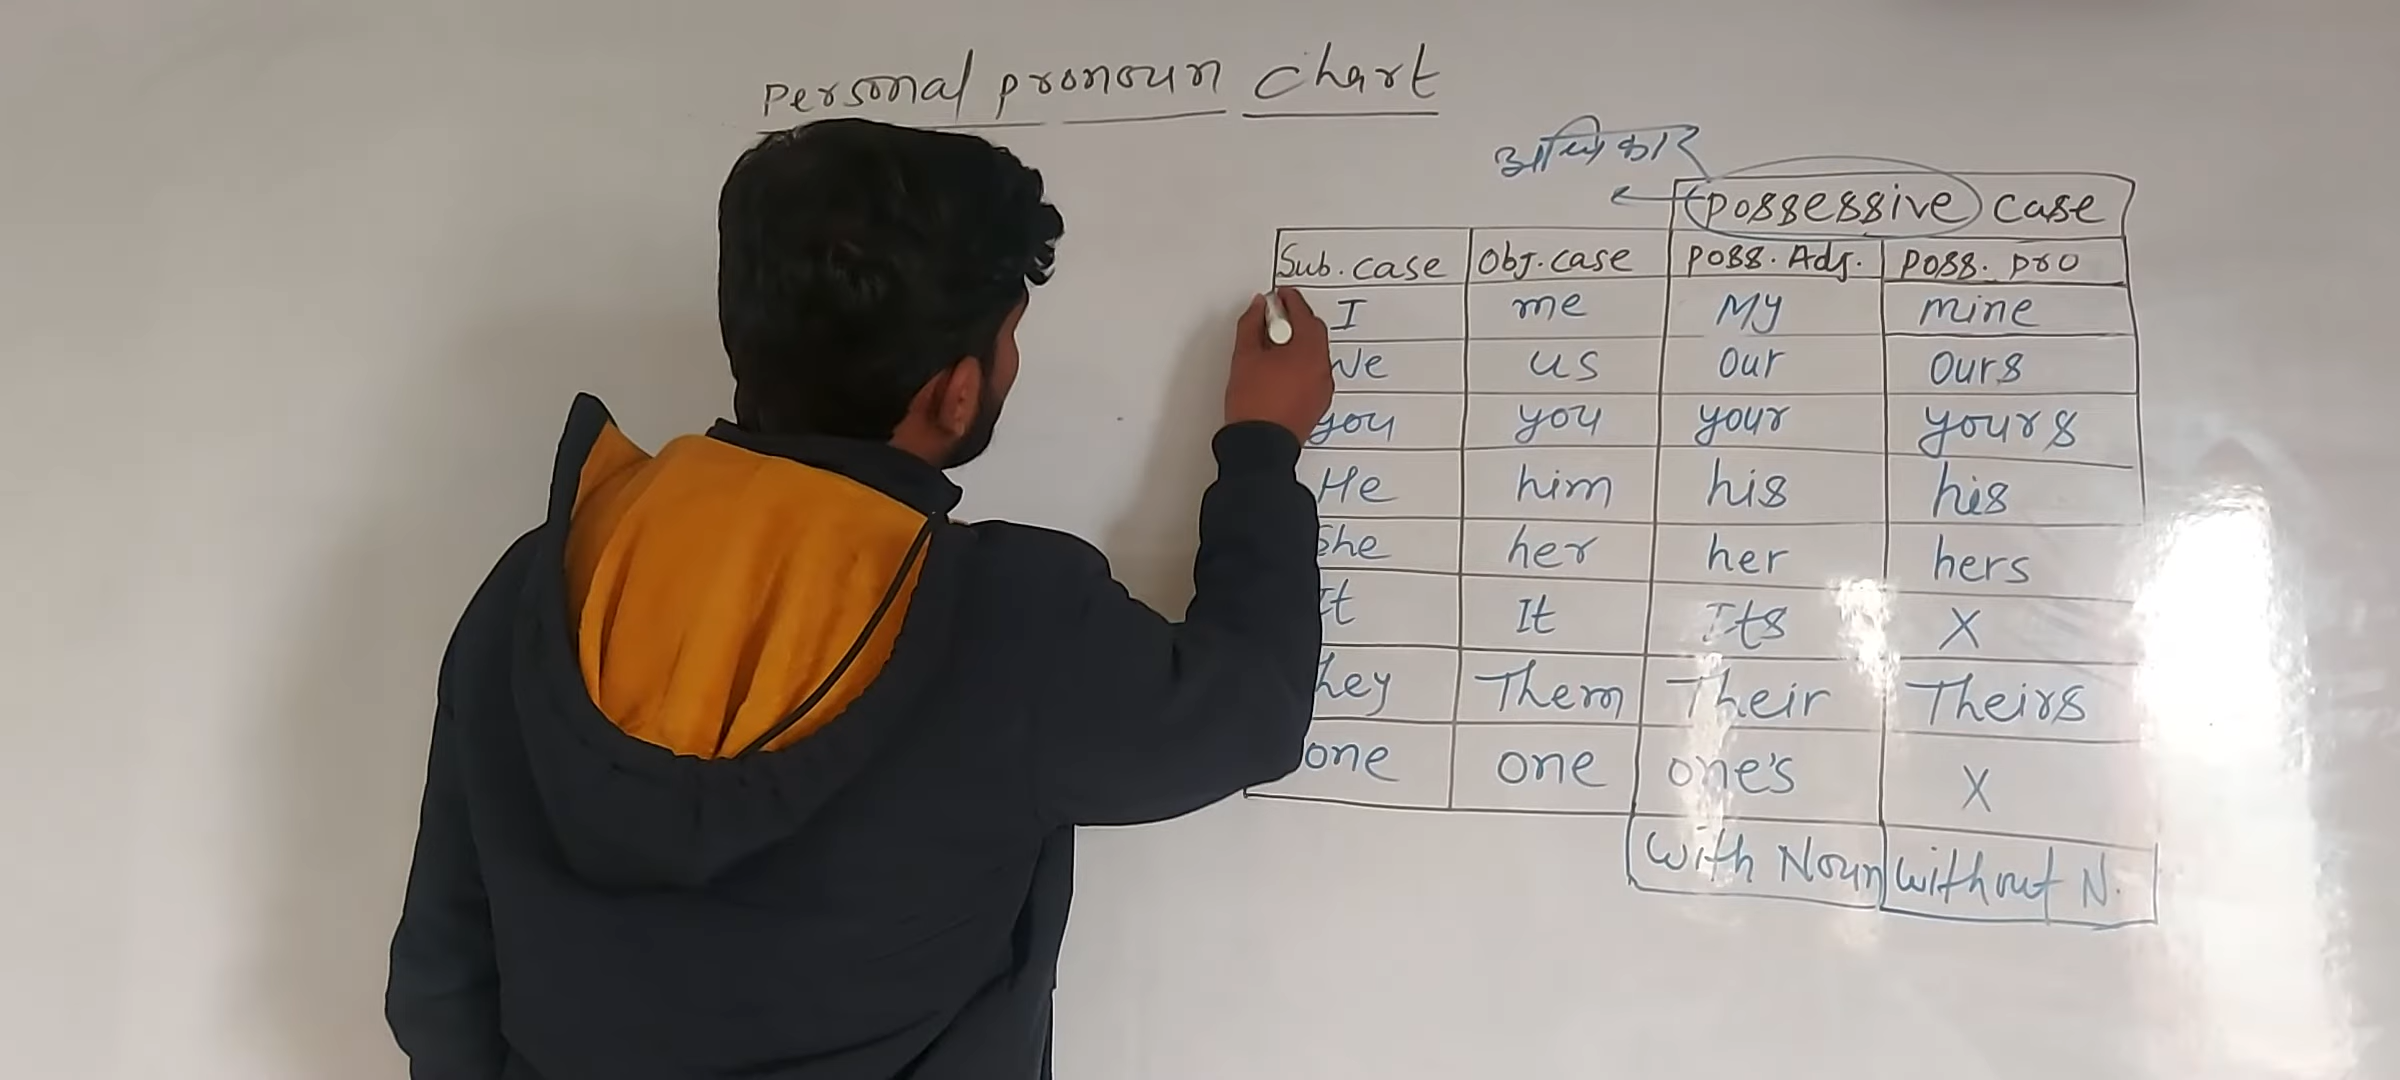 Personal pronoun chart
अधिकार
Possessive case
Sub. case Obj. case Poss. Adj. Poss. pro
I me My mine
We us our ours
you you your yours
He him his his
She her her hers
It It Its X
hey Them Their Theirs
one one one's X
With Noun without N.